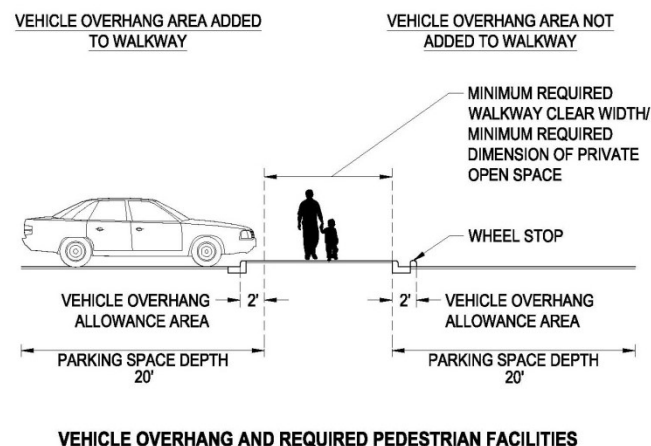 VEHICLE OVERHANG AREA ADDED
TO WALKWAY
VEHICLE OVERHANG AREA NOT
ADDED TO WALKWAY
MINIMUM REQUIRED
WALKWAY CLEAR WIDTH/
MINIMUM REQUIRED
DIMENSION OF PRIVATE
OPEN SPACE
WHEEL STOP
VEHICLE OVERHANG
ALLOWANCE AREA
2'
2'
VEHICLE OVERHANG
ALLOWANCE AREA
PARKING SPACE DEPTH
20'
PARKING SPACE DEPTH
20'
VEHICLE OVERHANG AND REQUIRED PEDESTRIAN FACILITIES